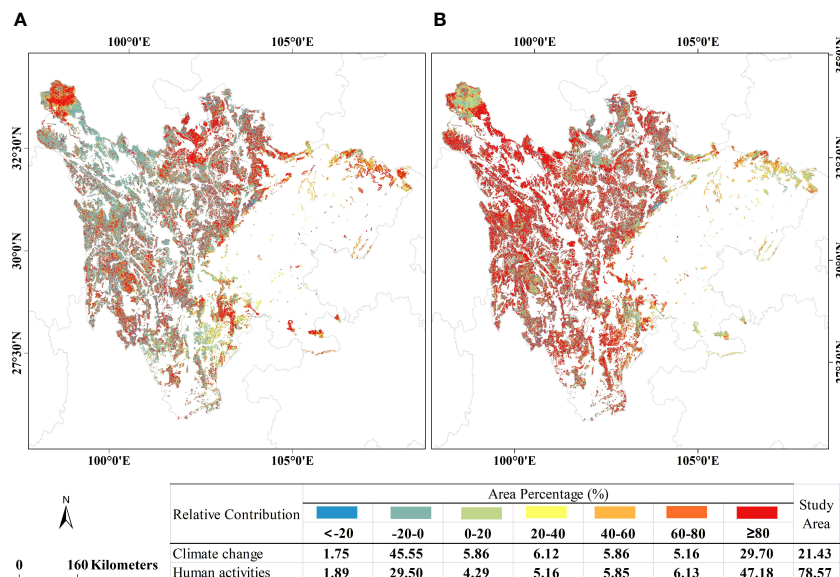 A
B
100°0'E 105°0'E 100°0'E 105°0'E
32°30'N
30°0'N
27°30'N
100°0'E 105°0'E 100°0'E 105°0'E
N
0 160 Kilometers
Relative Contribution
Area Percentage (%)
Study Area
<-20 -20-0 0-20 20-40 40-60 60-80 ≥80
Climate change 1.75 45.55 5.86 6.12 5.86 5.16 29.70 21.43
Human activities 1.89 29.50 4.29 5.16 5.85 6.13 47.18 78.57